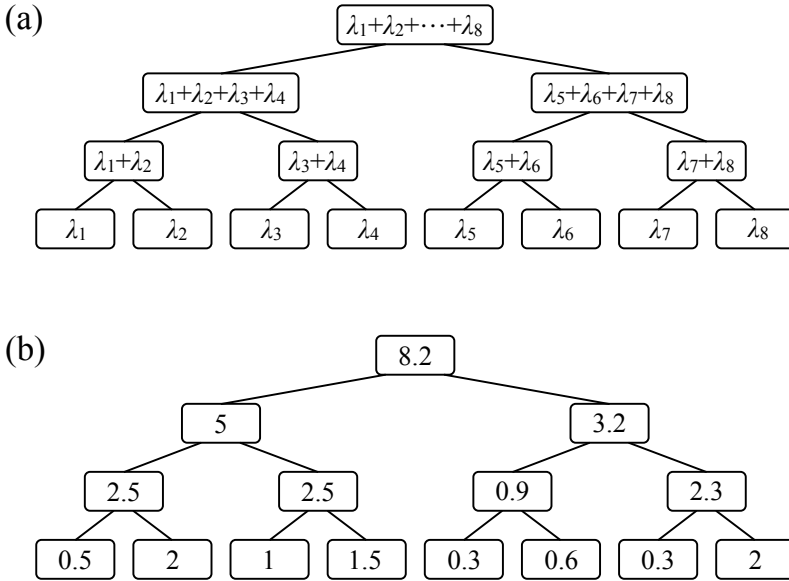 (a)
λ₁+λ₂+⋯+λ₈
λ₁+λ₂+λ₃+λ₄ λ₅+λ₆+λ₇+λ₈
λ₁+λ₂ λ₃+λ₄ λ₅+λ₆ λ₇+λ₈
λ₁ λ₂ λ₃ λ₄ λ₅ λ₆ λ₇ λ₈
(b)
8.2
5 3.2
2.5 2.5 0.9 2.3
0.5 2 1 1.5 0.3 0.6 0.3 2